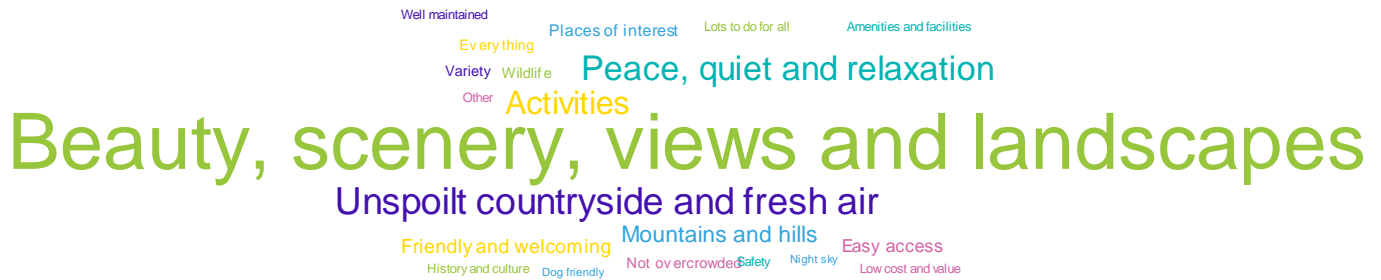 Well maintained
Places of interest
Lots to do for all
Amenities and facilities
Everything
Variety
Wildlife
Peace, quiet and relaxation
Other
Activities
Beauty, scenery, views and landscapes
Unspoilt countryside and fresh air
Mountains and hills
Friendly and welcoming
Easy access
Not overcrowded
Safety
Night sky
History and culture
Dog friendly
Low cost and value